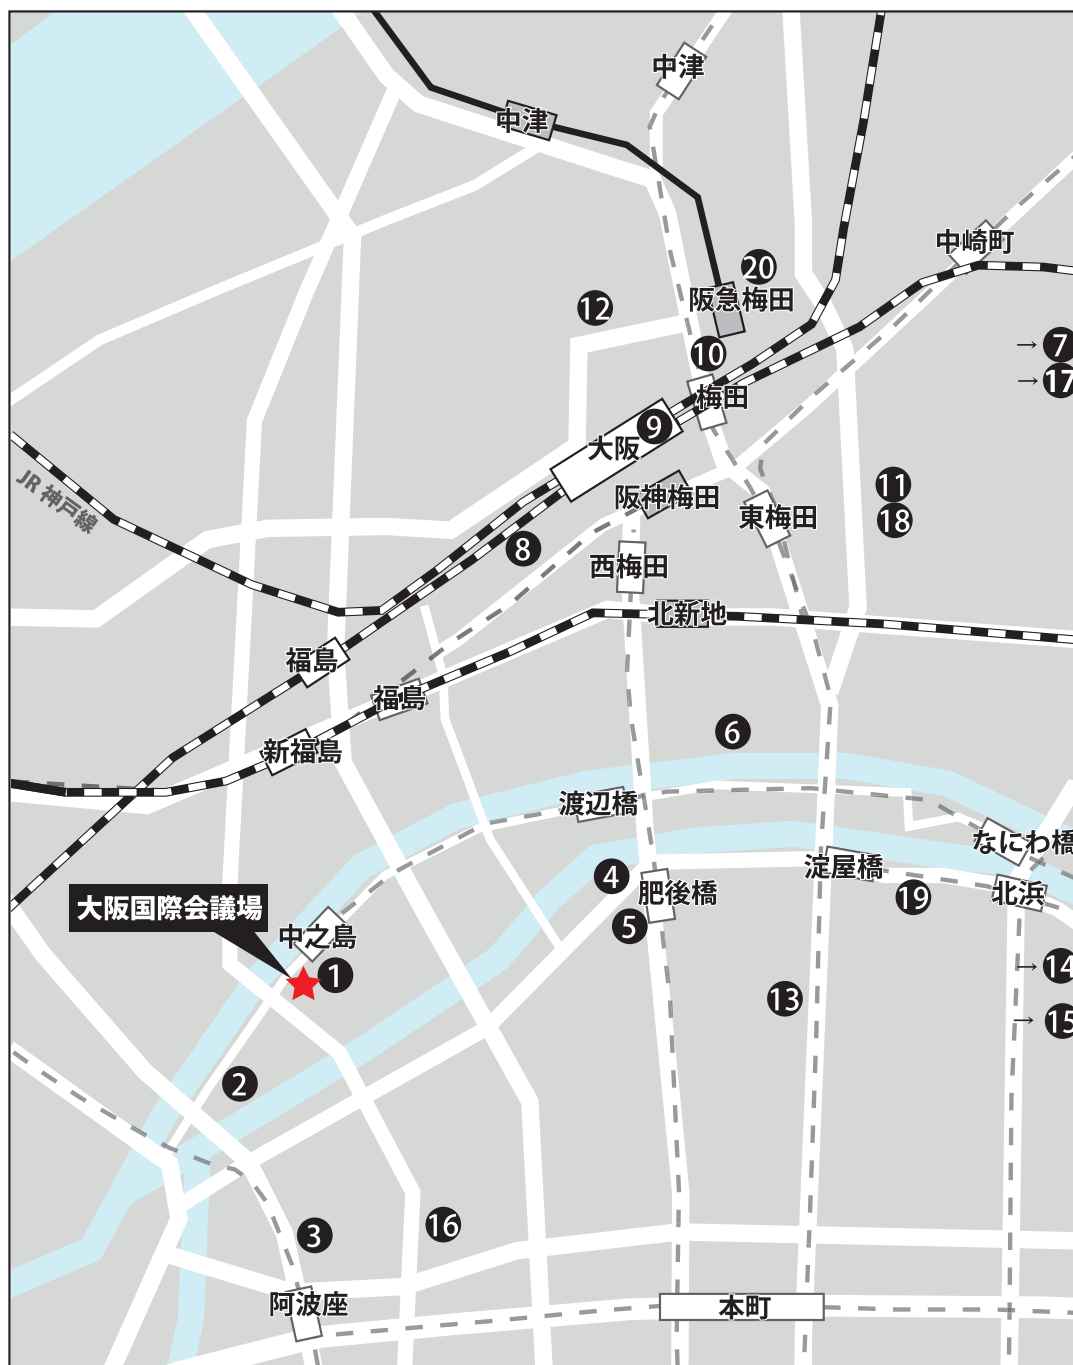 中津
中津
中崎町
20
阪急梅田
12
→ 7
10
→ 17
梅田
9
大阪
JR 神戸線
11
阪神梅田
18
東梅田
8
西梅田
北新地
福島
福島
6
新福島
渡辺橋
なにわ橋
淀屋橋
4
肥後橋
19
北浜
大阪国際会議場
5
中之島
1
→ 14
13
→ 15
2
16
3
阿波座
本町